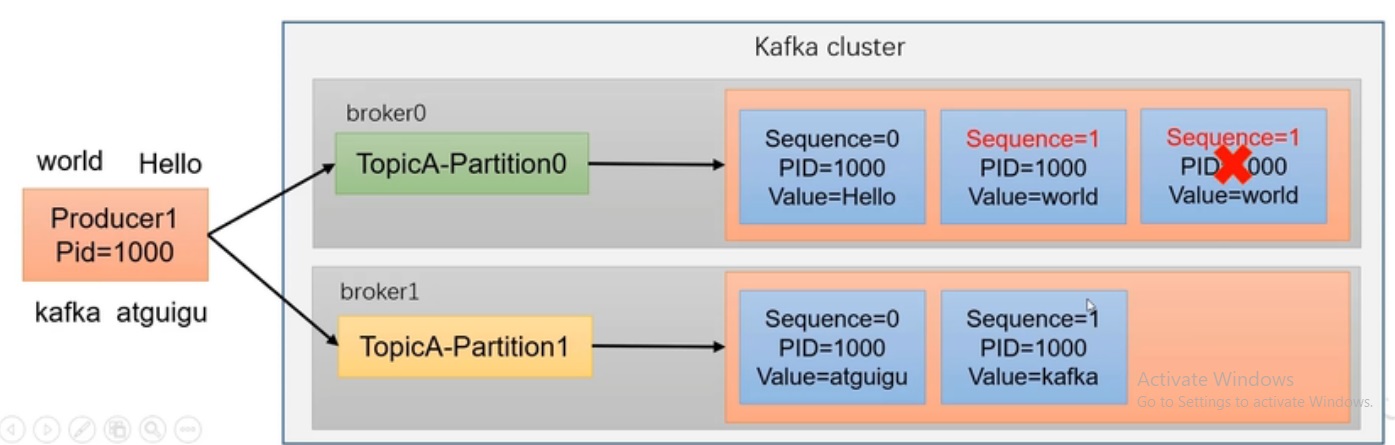 Kafka cluster
broker0
world Hello
TopicA-Partition0
Sequence=0
PID=1000
Value=Hello
Sequence=1
PID=1000
Value=world
Sequence=1
PID 000
Value=world
Producer1
Pid=1000
kafka atguigu
broker1
TopicA-Partition1
Sequence=0
PID=1000
Value=atguigu
Sequence=1
PID=1000
Value=kafka
Activate Windows
Go to Settings to activate Windows.